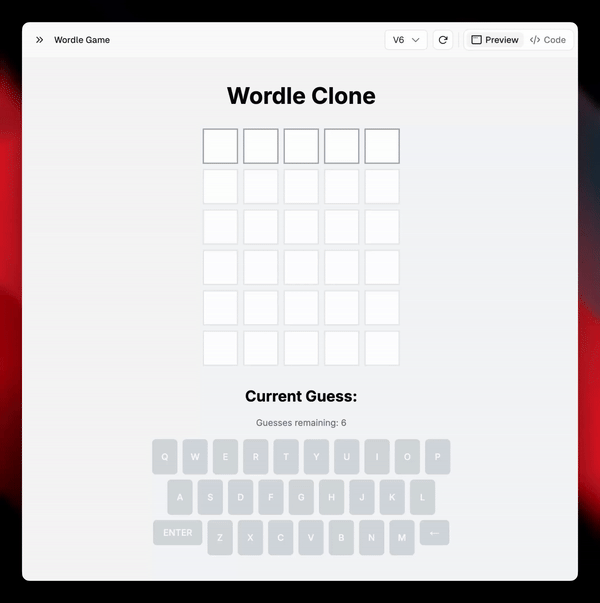 Wordle Game V6 Preview Code
Wordle Clone
Current Guess:
Guesses remaining: 6
Q W E R T Y U I O P
A S D F G H J K L
ENTER Z X C V B N M ←